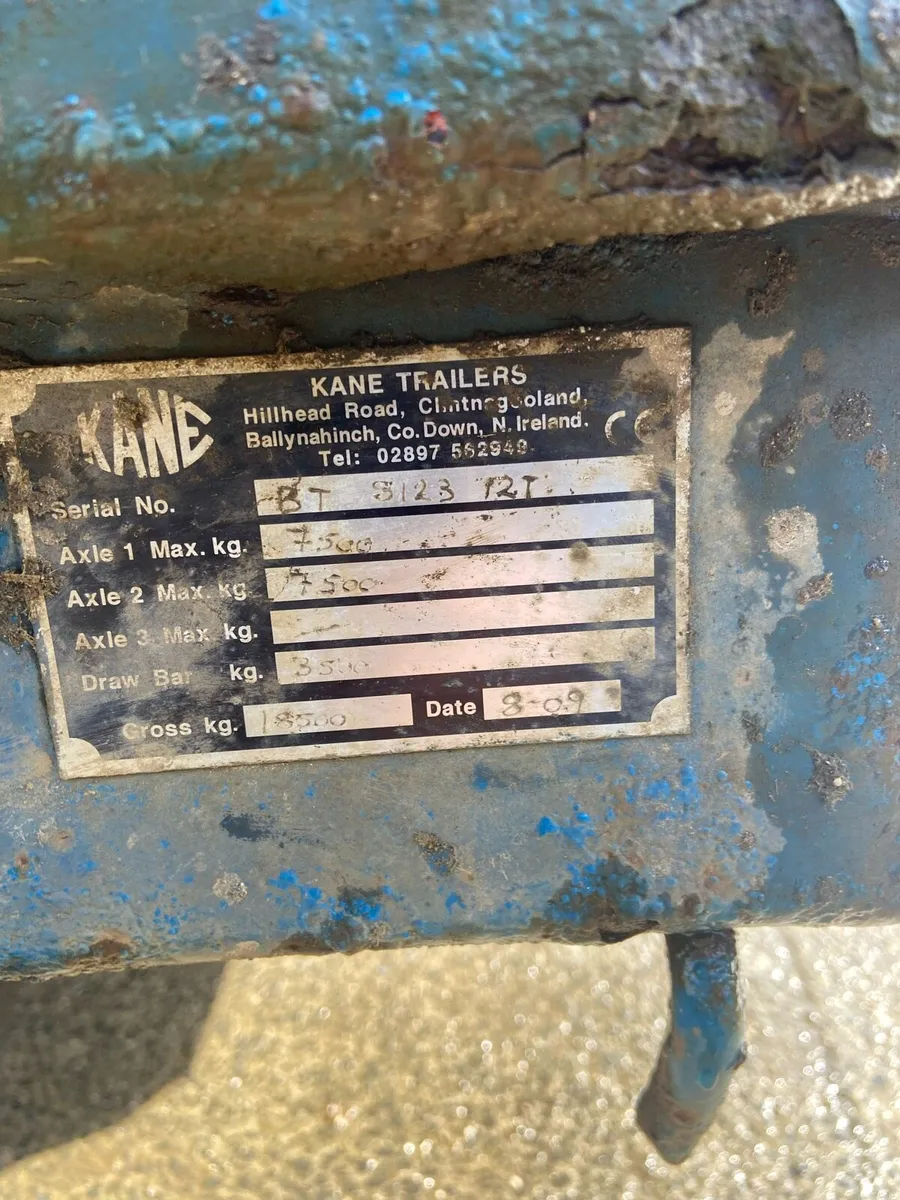 KANE
KANE TRAILERS
Hillhead Road,
Ballynahinch, Co. Down, N. Ireland.
Tel: 02897
CE
Serial No. BT 12T
Axle 1 Max. kg. 7500
Axle 2 Max. kg 7500
Axle 3 Max kg. –
Draw Bar kg. 3500
Gross kg. 18500 Date 8-09